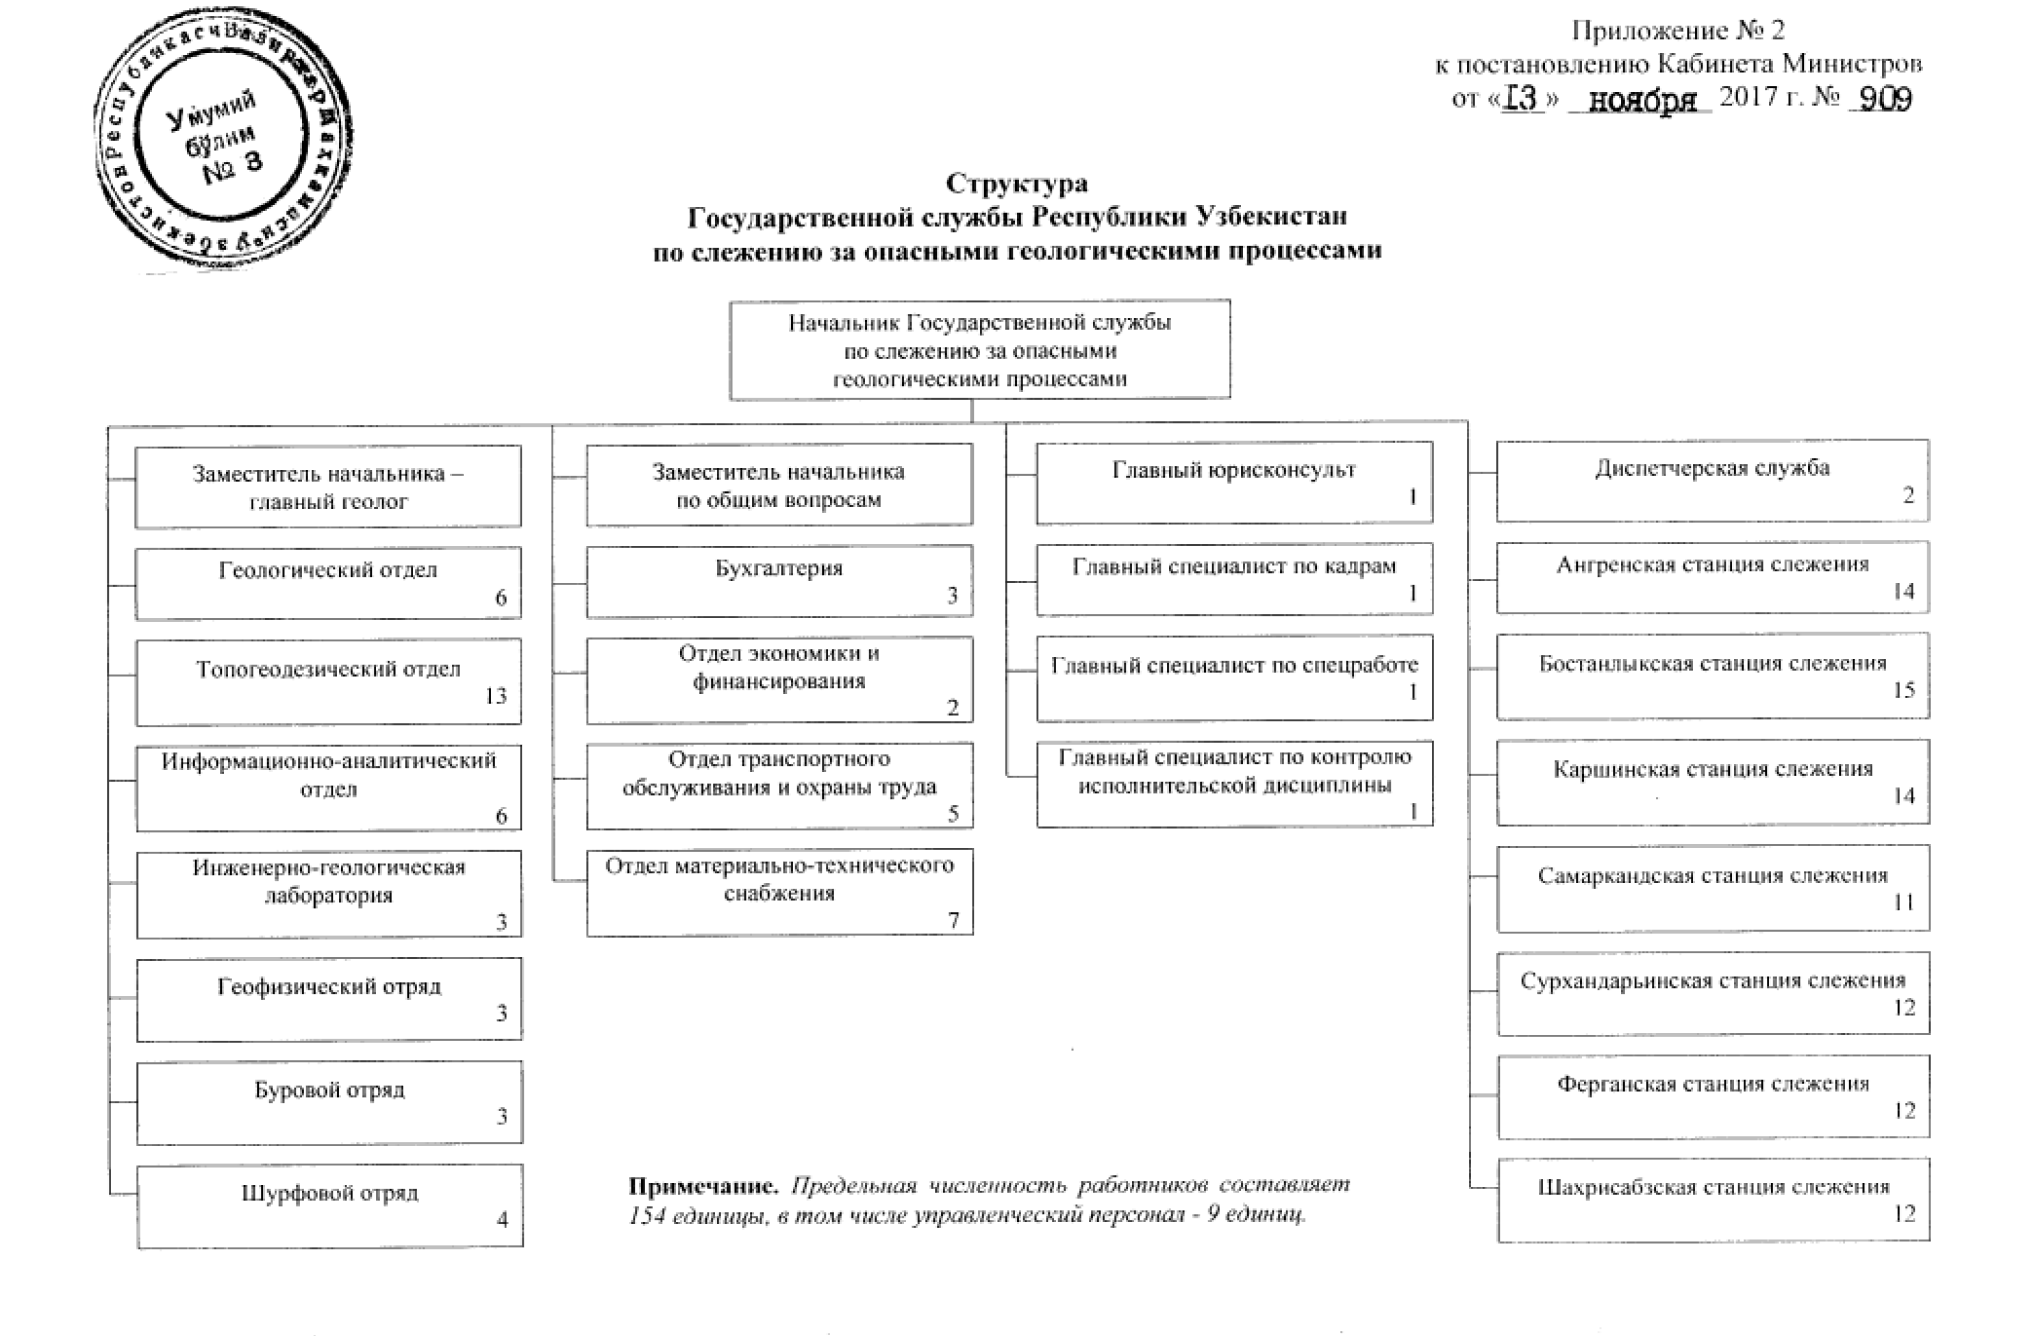 Ўзбекистон Республикаси Вазирлар Маҳкамаси
Умумий
бўлим
№ 3
Приложение № 2
к постановлению Кабинета Министров
от «13» ноября 2017 г. № 909
Структура
Государственной службы Республики Узбекистан
по слежению за опасными геологическими процессами
Начальник Государственной службы
по слежению за опасными
геологическими процессами
Заместитель начальника –
главный геолог
Геологический отдел
6
Топогеодезический отдел
13
Информационно-аналитический
отдел
6
Инженерно-геологическая
лаборатория
3
Геофизический отряд
3
Буровой отряд
3
Шурфовой отряд
4
Заместитель начальника
по общим вопросам
Бухгалтерия
3
Отдел экономики и
финансирования
2
Отдел транспортного
обслуживания и охраны труда
5
Отдел материально-технического
снабжения
7
Главный юрисконсульт
1
Главный специалист по кадрам
1
Главный специалист по спецработе
1
Главный специалист по контролю
исполнительской дисциплины
1
Диспетчерская служба
2
Ангренская станция слежения
14
Бостанлыкская станция слежения
15
Каршинская станция слежения
14
Самаркандская станция слежения
11
Сурхандарьинская станция слежения
12
Ферганская станция слежения
12
Шахрисабзская станция слежения
12
Примечание. Предельная численность работников составляет
154 единицы, в том числе управленческий персонал - 9 единиц.